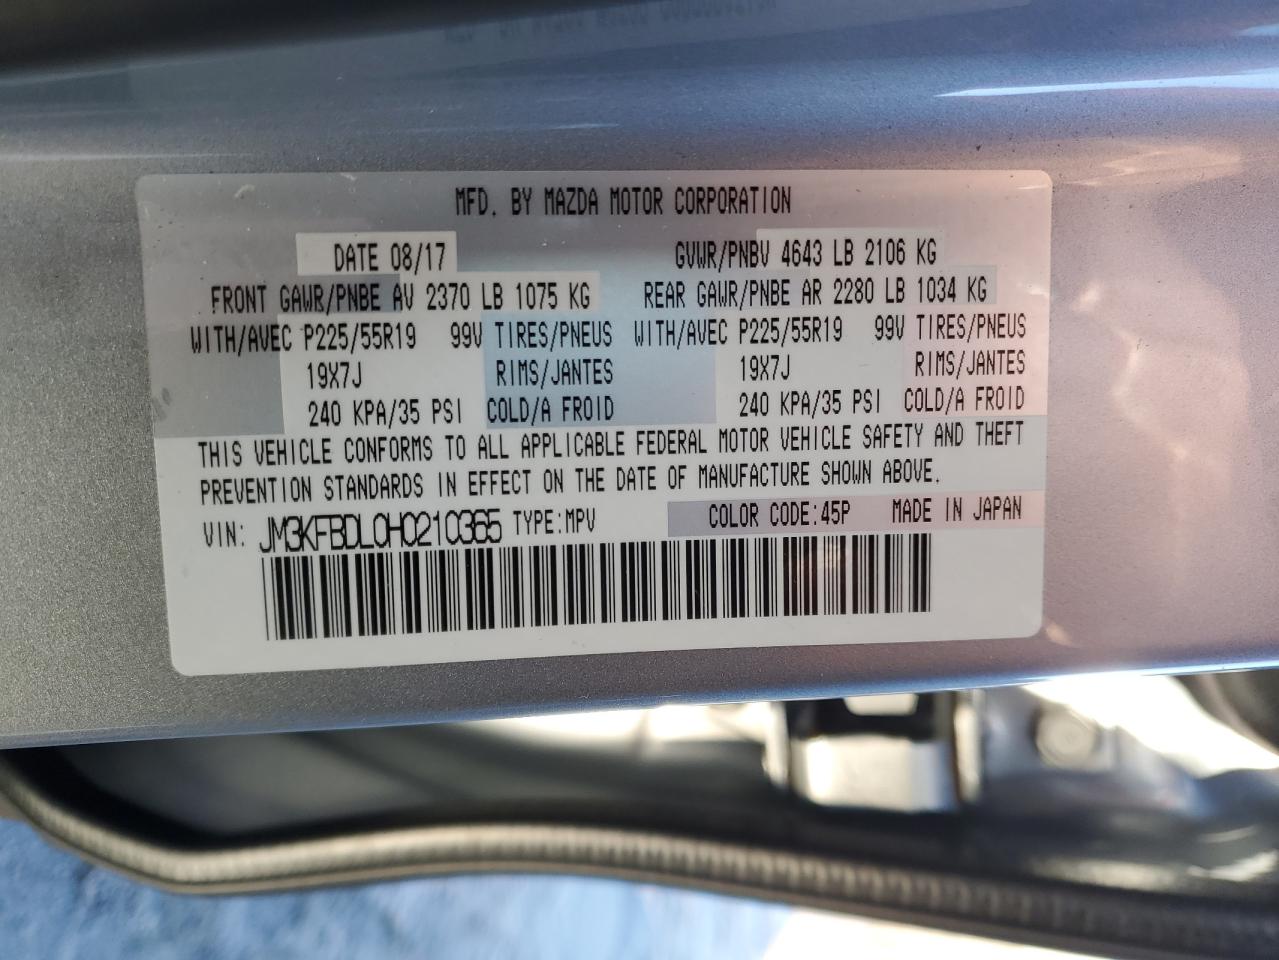 MFD. BY MAZDA MOTOR CORPORATION
DATE 08/17 GVWR/PNBV 4643 LB 2106 KG
FRONT GAWR/PNBE AV 2370 LB 1075 KG REAR GAWR/PNBE AR 2280 LB 1034 KG
WITH/AVEC P225/55R19 99V TIRES/PNEUS WITH/AVEC P225/55R19 99V TIRES/PNEUS
19X7J RIMS/JANTES 19X7J RIMS/JANTES
240 KPA/35 PSI COLD/A FROID 240 KPA/35 PSI COLD/A FROID
THIS VEHICLE CONFORMS TO ALL APPLICABLE FEDERAL MOTOR VEHICLE SAFETY AND THEFT
PREVENTION STANDARDS IN EFFECT ON THE DATE OF MANUFACTURE SHOWN ABOVE.
VIN: JM3KFBDL0H0210365 TYPE:MPV COLOR CODE:45P MADE IN JAPAN